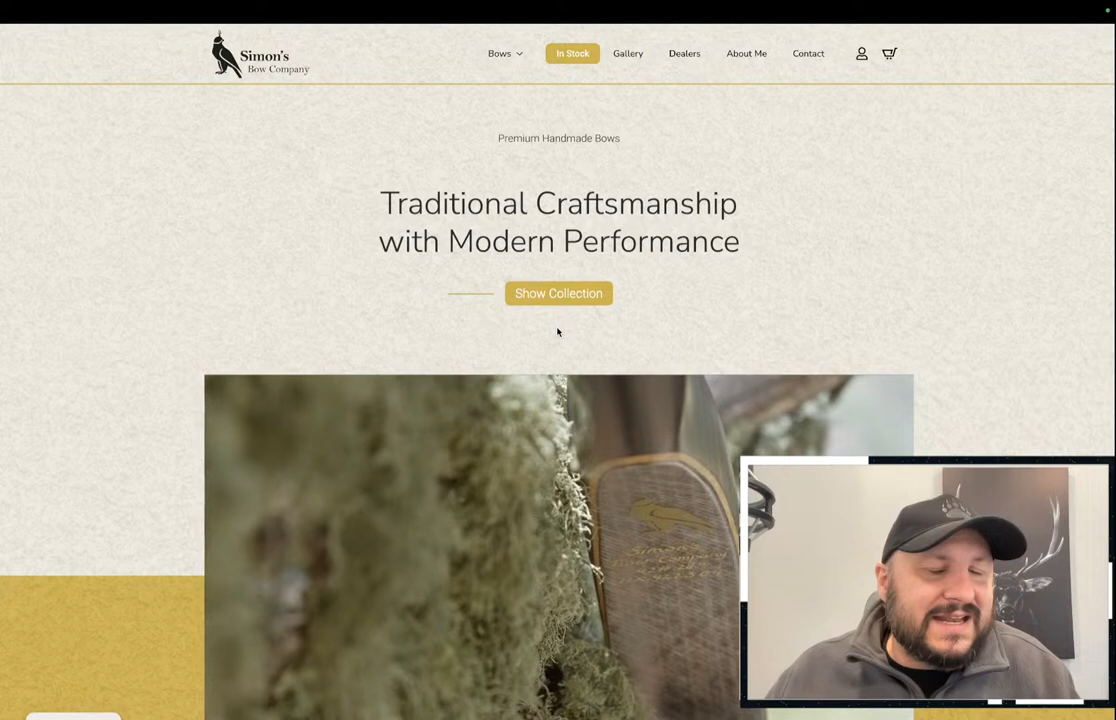 Simon's
Bow Company
Bows
In Stock
Gallery
Dealers
About Me
Contact
Premium Handmade Bows
Traditional Craftsmanship
with Modern Performance
Show Collection